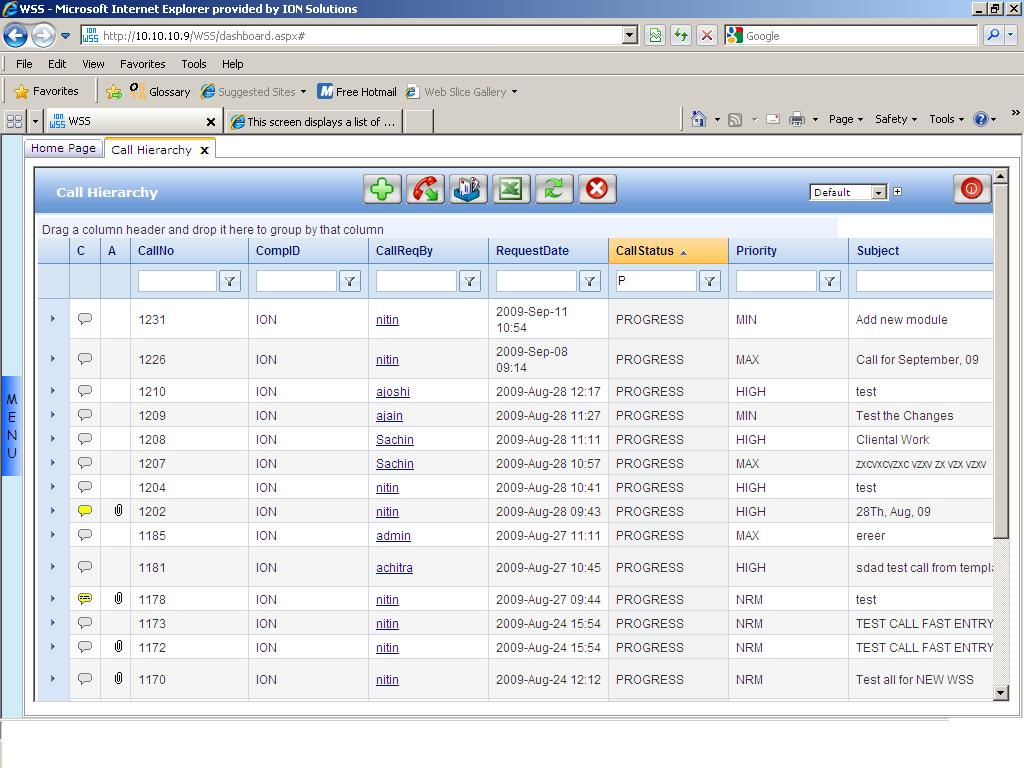 WSS - Microsoft Internet Explorer provided by ION Solutions
ION WSS http://10.10.10.9/WSS/dashboard.aspx# Google
File Edit View Favorites Tools Help
Favorites Glossary Suggested Sites Free Hotmail Web Slice Gallery
ION WSS WSS This screen displays a list of ... Page Safety Tools
Home Page Call Hierarchy X
Call Hierarchy Default
Drag a column header and drop it here to group by that column
C A CallNo CompID CallReqBy RequestDate CallStatus Priority Subject
P
1231 ION nitin 2009-Sep-11 10:54 PROGRESS MIN Add new module
1226 ION nitin 2009-Sep-08 09:14 PROGRESS MAX Call for September, 09
1210 ION ajoshi 2009-Aug-28 12:17 PROGRESS HIGH test
1209 ION ajain 2009-Aug-28 11:27 PROGRESS MIN Test the Changes
1208 ION Sachin 2009-Aug-28 11:11 PROGRESS HIGH Cliental Work
1207 ION Sachin 2009-Aug-28 10:57 PROGRESS MAX zxcvxcvzxc vzxv zx vzx vzxv
1204 ION nitin 2009-Aug-28 10:41 PROGRESS HIGH test
1202 ION nitin 2009-Aug-28 09:43 PROGRESS HIGH 28Th, Aug, 09
1185 ION admin 2009-Aug-27 11:11 PROGRESS MAX ereer
1181 ION achitra 2009-Aug-27 10:45 PROGRESS HIGH sdad test call from templa
1178 ION nitin 2009-Aug-27 09:44 PROGRESS NRM test
1173 ION nitin 2009-Aug-24 15:54 PROGRESS NRM TEST CALL FAST ENTRY
1172 ION nitin 2009-Aug-24 15:54 PROGRESS NRM TEST CALL FAST ENTRY
1170 ION nitin 2009-Aug-24 12:12 PROGRESS NRM Test all for NEW WSS
MENU